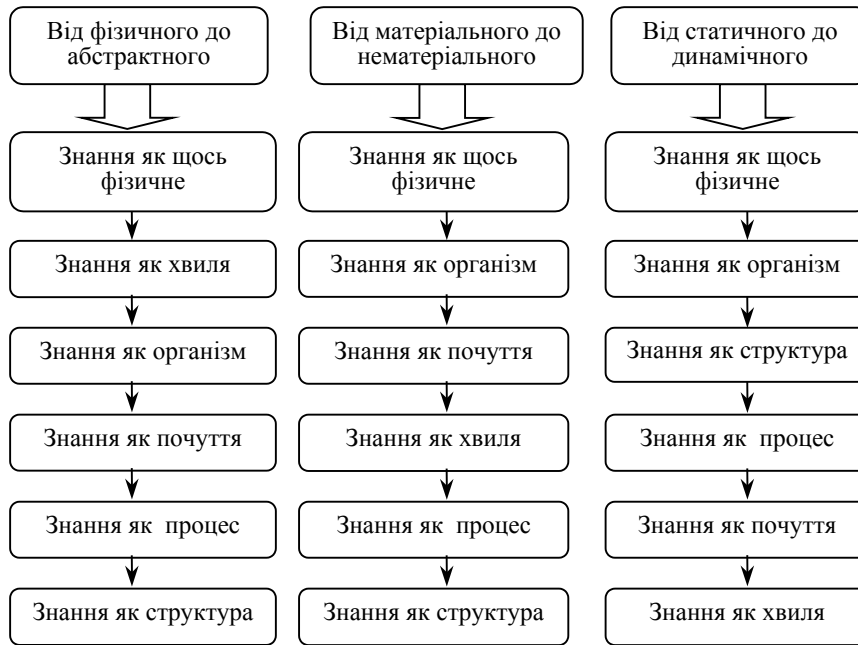 Від фізичного до
абстрактного
Знання як щось
фізичне
Знання як хвиля
Знання як організм
Знання як почуття
Знання як процес
Знання як структура
Від матеріального до
нематеріального
Знання як щось
фізичне
Знання як організм
Знання як почуття
Знання як хвиля
Знання як процес
Знання як структура
Від статичного до
динамічного
Знання як щось
фізичне
Знання як організм
Знання як структура
Знання як процес
Знання як почуття
Знання як хвиля